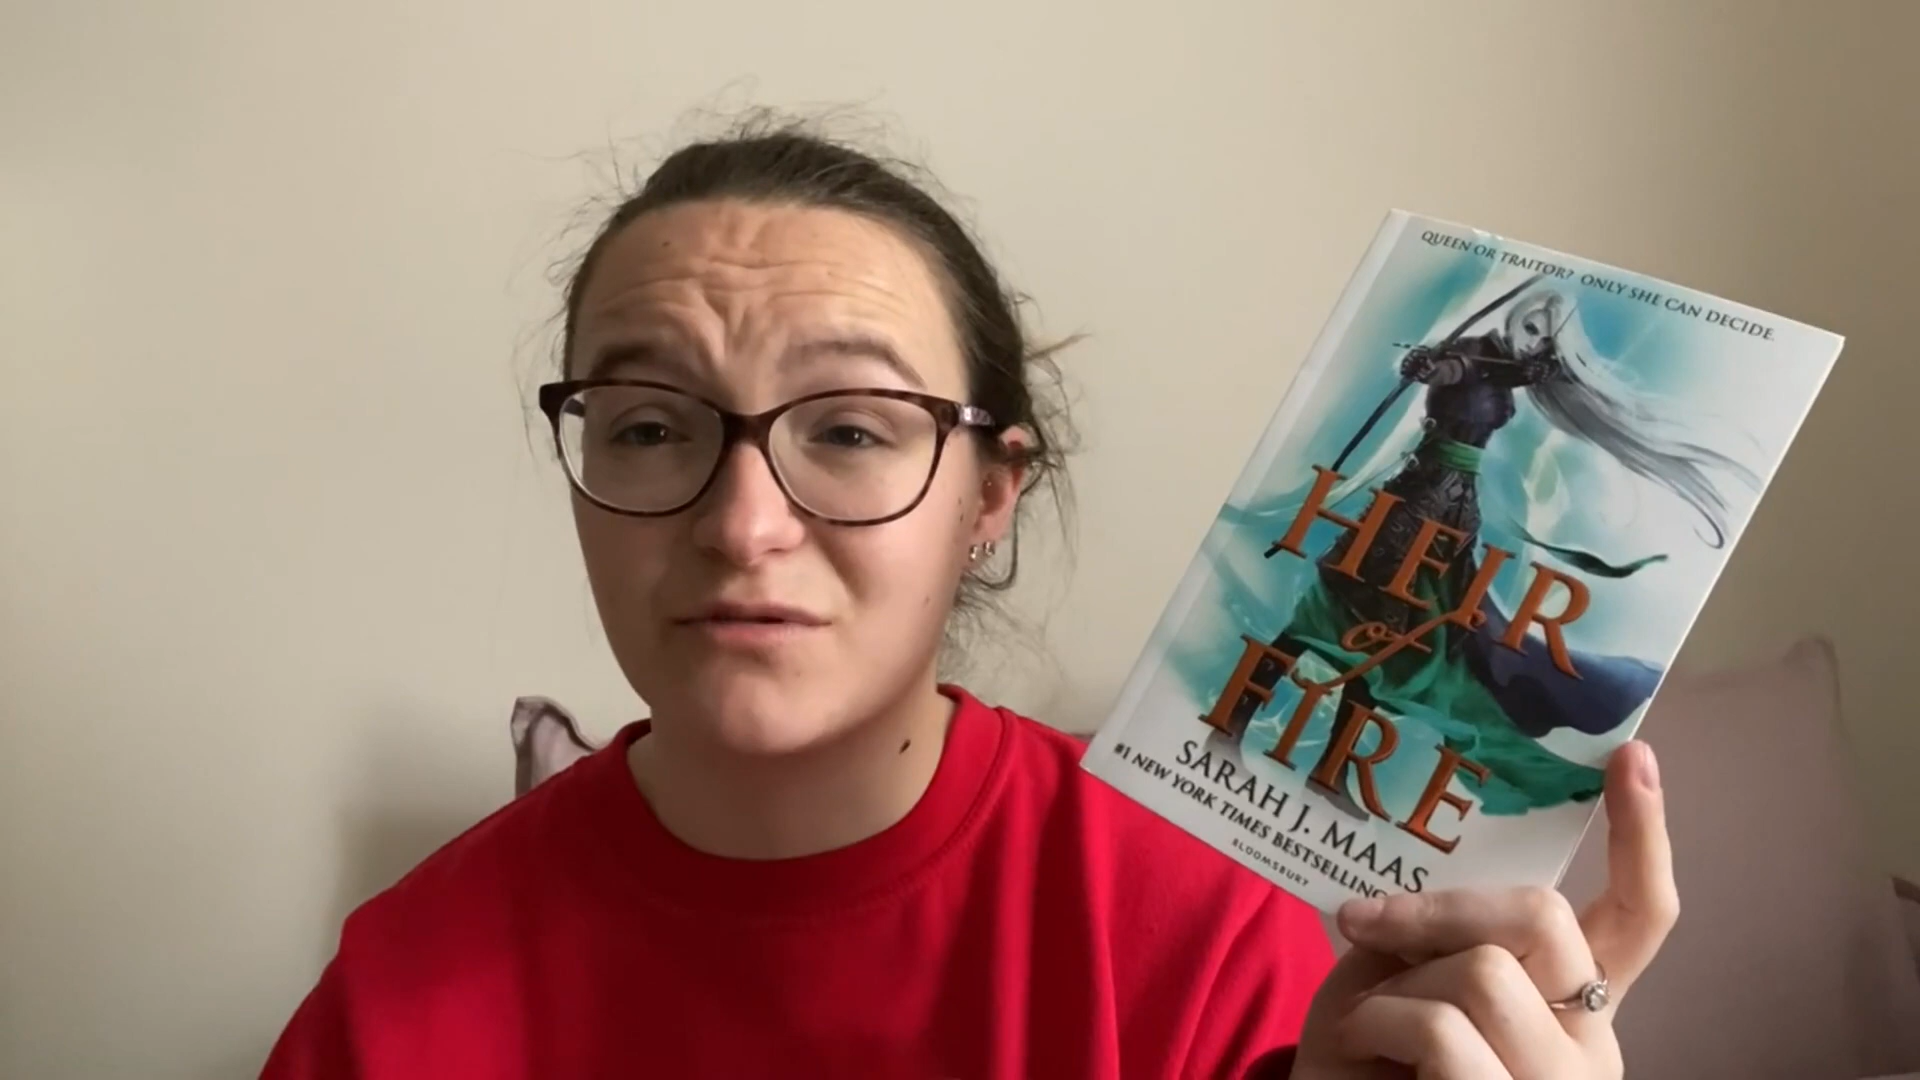 QUEEN OR TRAITOR? ONLY SHE CAN DECIDE.
HEIR
of
FIRE
SARAH J. MAAS
#1 NEW YORK TIMES BESTSELLING
BLOOMSBURY